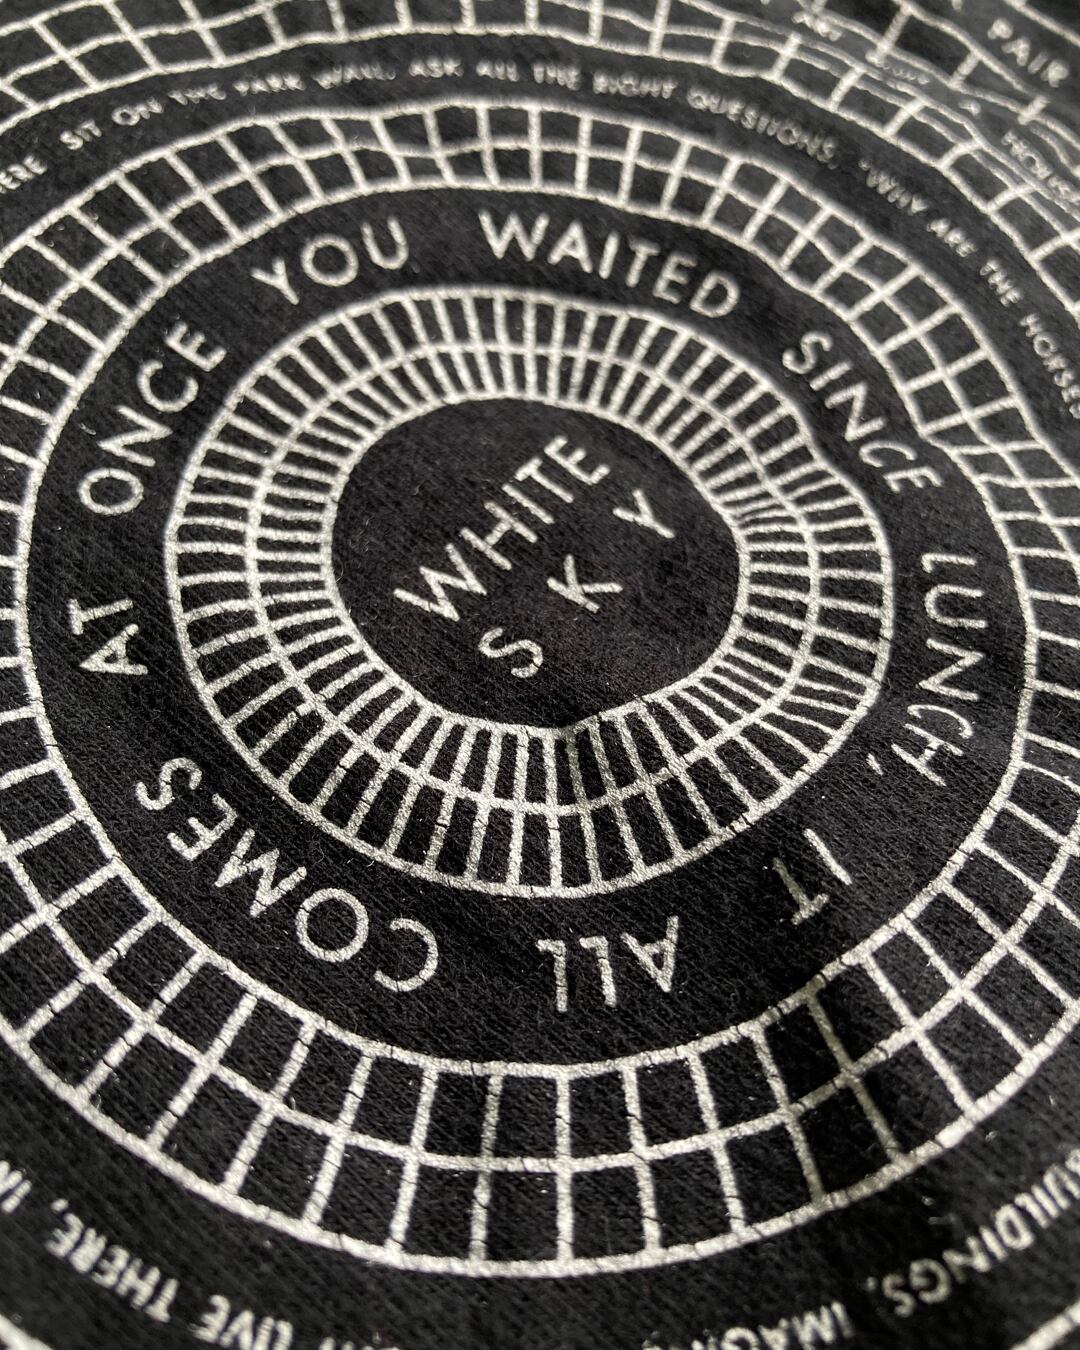 WHITE
SKY
YOU WAITED SINCE LUNCH, IT ALL COMES AT ONCE
SIT ON THE PARK WALL, ASK ALL THE RIGHT QUESTIONS, "WHY ARE THE HORSES
BUILDINGS,
LIVE THERE,
PAIR